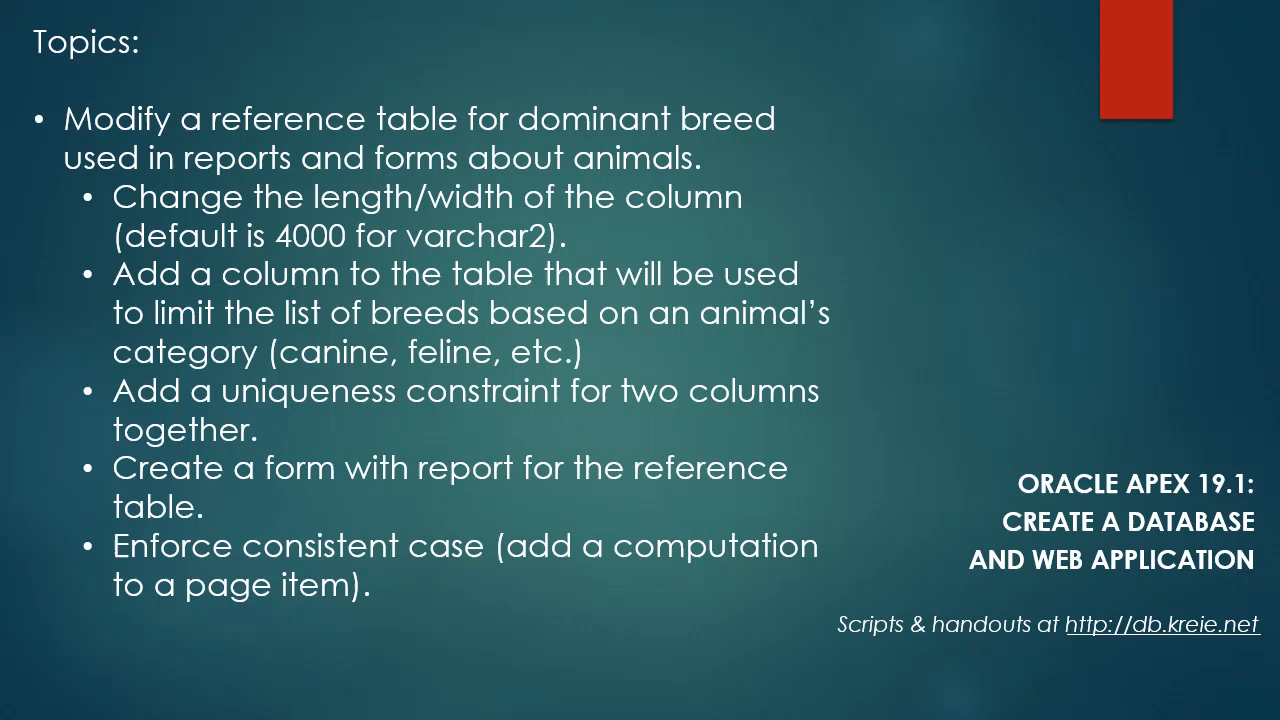 Topics:
• Modify a reference table for dominant breed
used in reports and forms about animals.
• Change the length/width of the column
(default is 4000 for varchar2).
• Add a column to the table that will be used
to limit the list of breeds based on an animal’s
category (canine, feline, etc.)
• Add a uniqueness constraint for two columns
together.
• Create a form with report for the reference
table.
• Enforce consistent case (add a computation
to a page item).
ORACLE APEX 19.1:
CREATE A DATABASE
AND WEB APPLICATION
Scripts & handouts at http://db.kreie.net